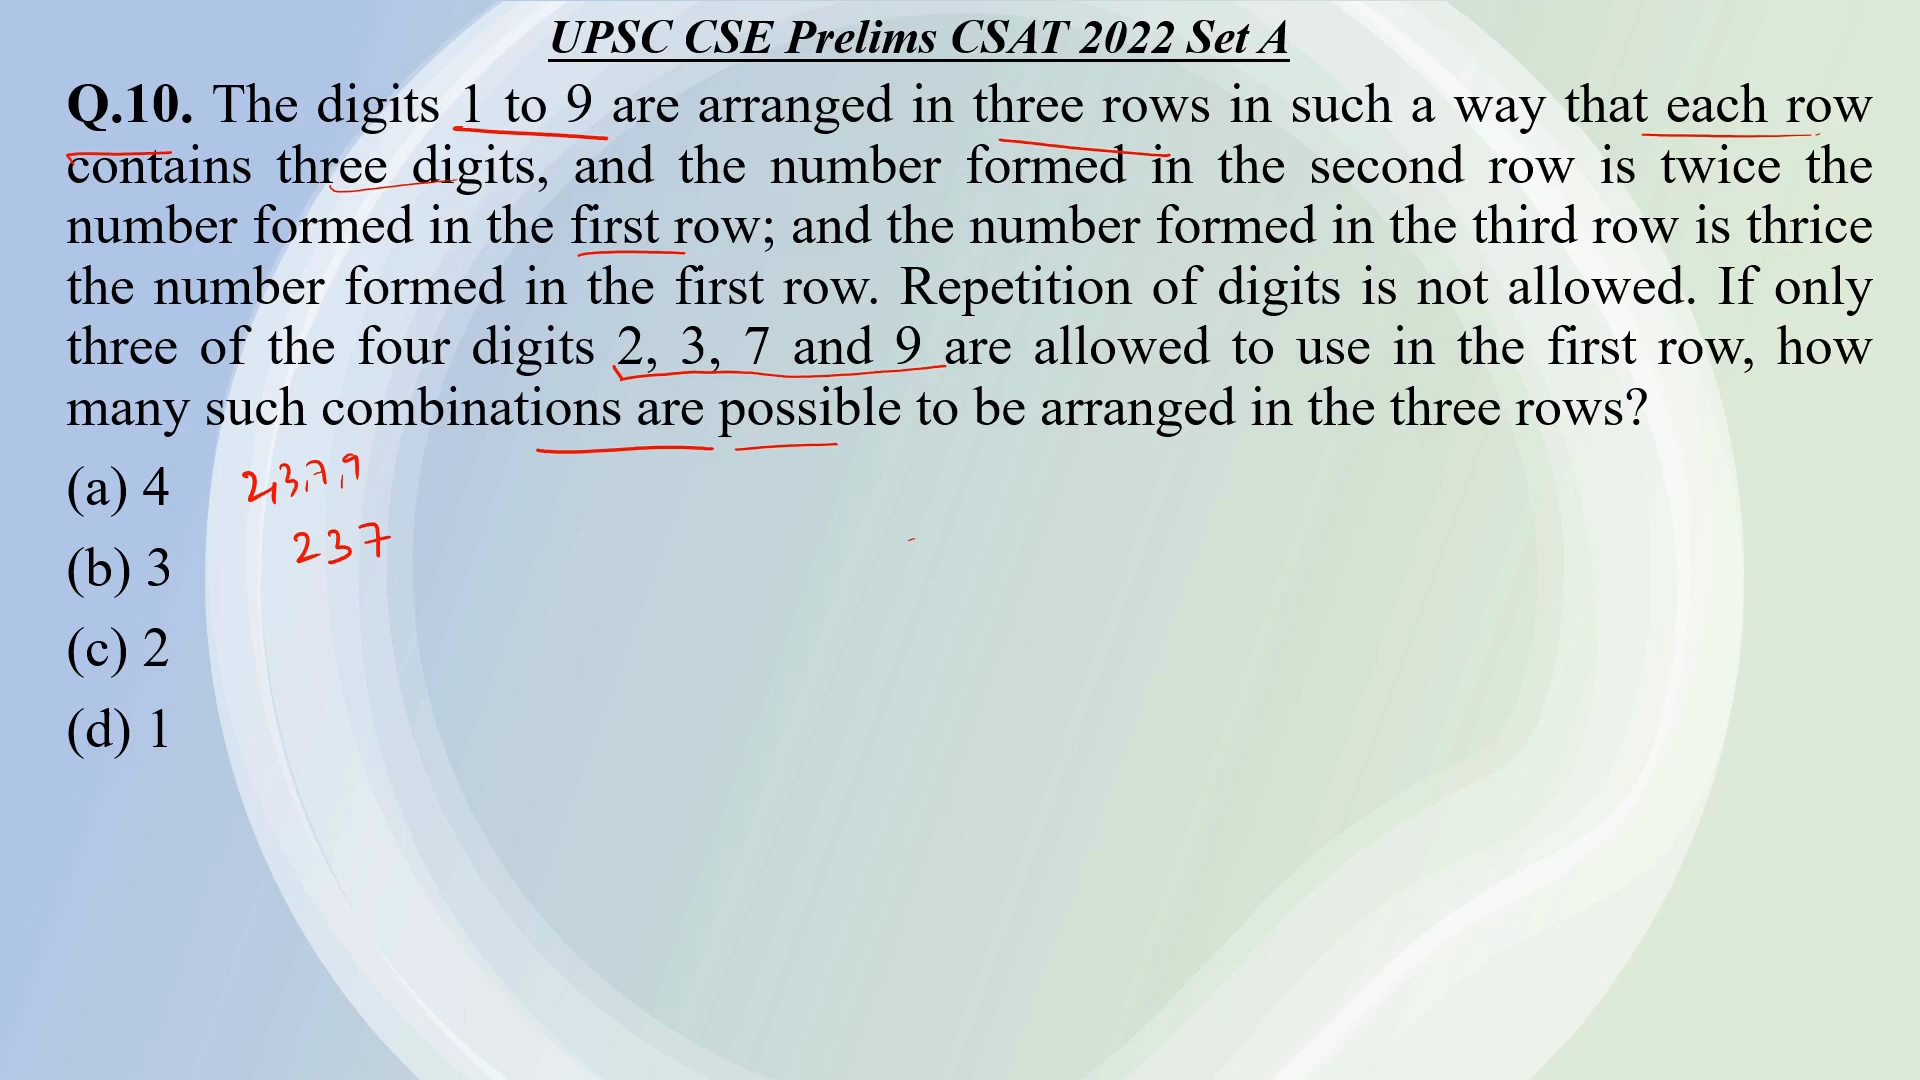 UPSC CSE Prelims CSAT 2022 Set A
Q.10. The digits 1 to 9 are arranged in three rows in such a way that each row
contains three digits, and the number formed in the second row is twice the
number formed in the first row; and the number formed in the third row is thrice
the number formed in the first row. Repetition of digits is not allowed. If only
three of the four digits 2, 3, 7 and 9 are allowed to use in the first row, how
many such combinations are possible to be arranged in the three rows?
(a) 4
2,3,7,9
237
(b) 3
(c) 2
(d) 1